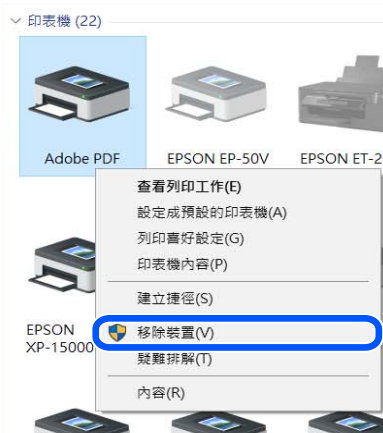 印表機 (22)
Adobe PDF
EPSON EP-50V
EPSON ET-2
查看列印工作(E)
設定成預設的印表機(A)
列印喜好設定(G)
印表機內容(P)
建立捷徑(S)
EPSON
XP-15000
移除裝置(V)
疑難排解(T)
內容(R)